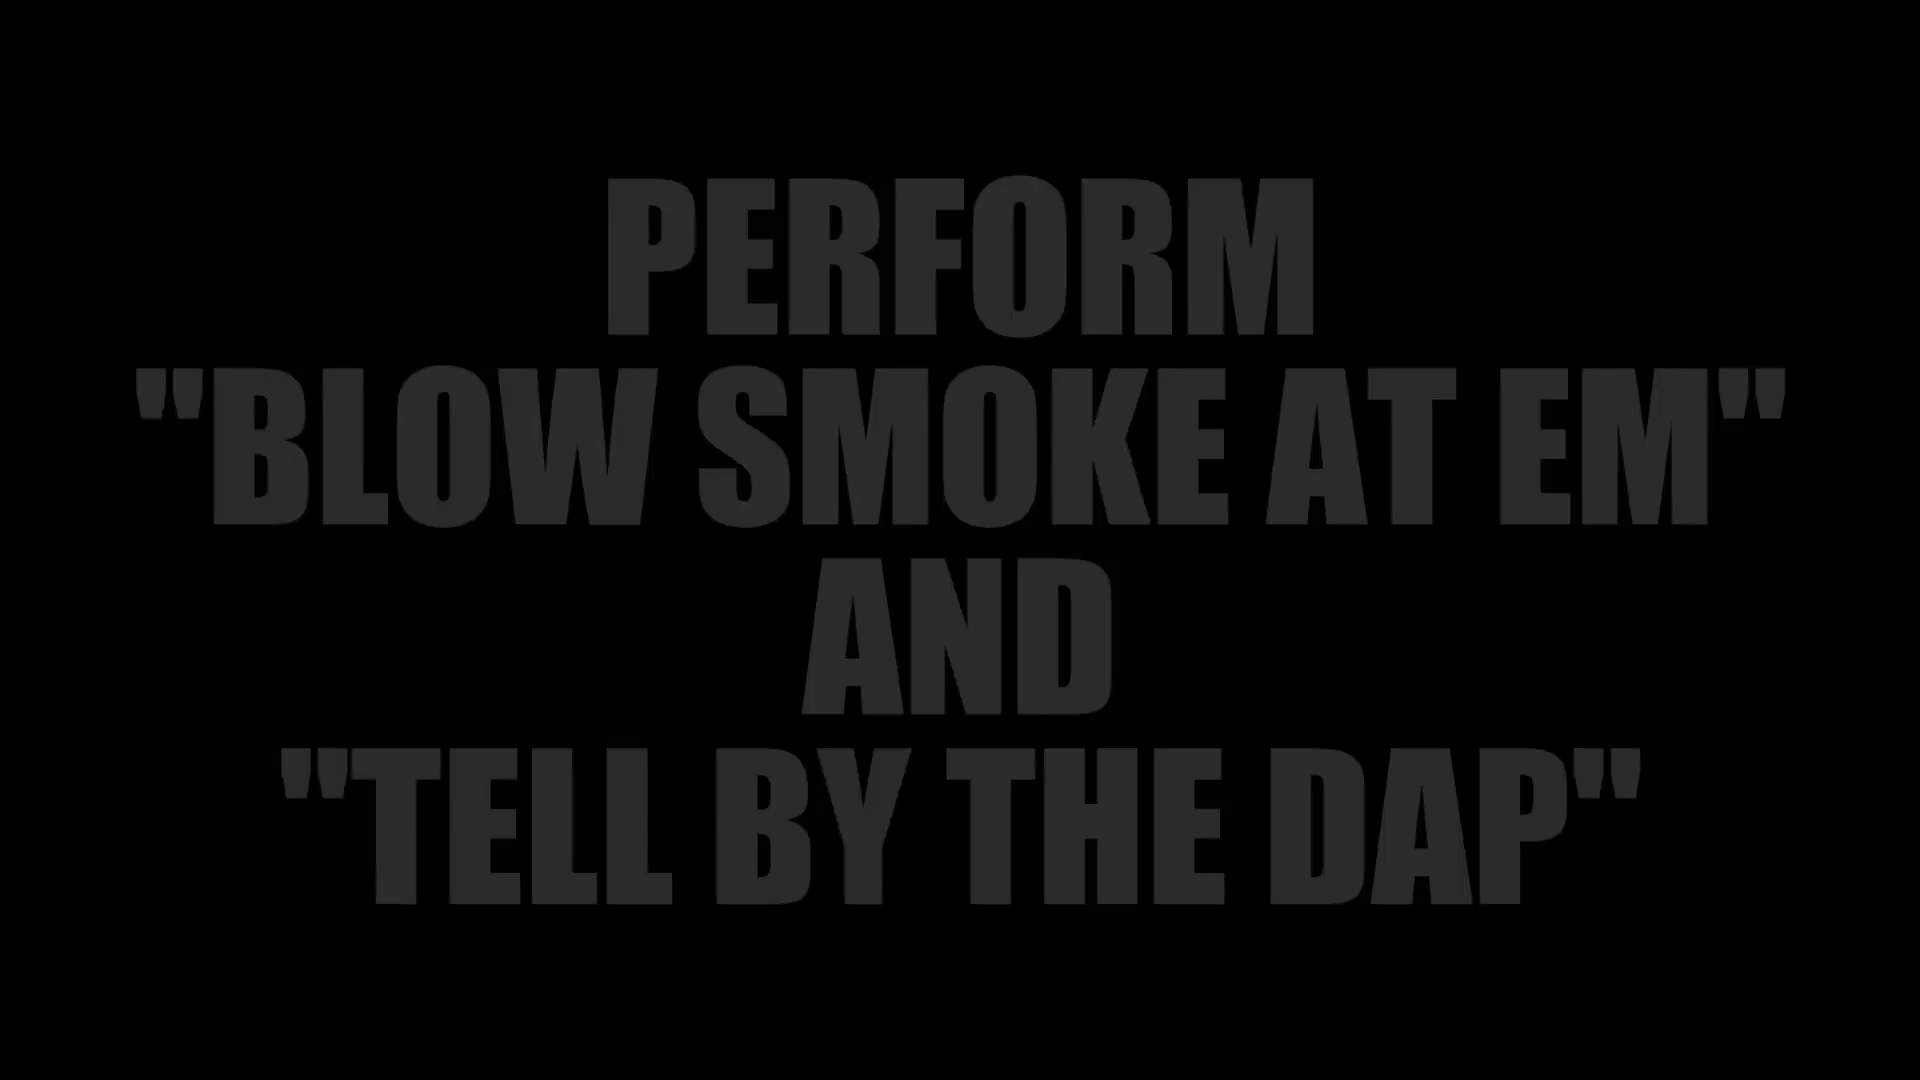 PERFORM
"BLOW SMOKE AT EM"
AND
"TELL BY THE DAP"